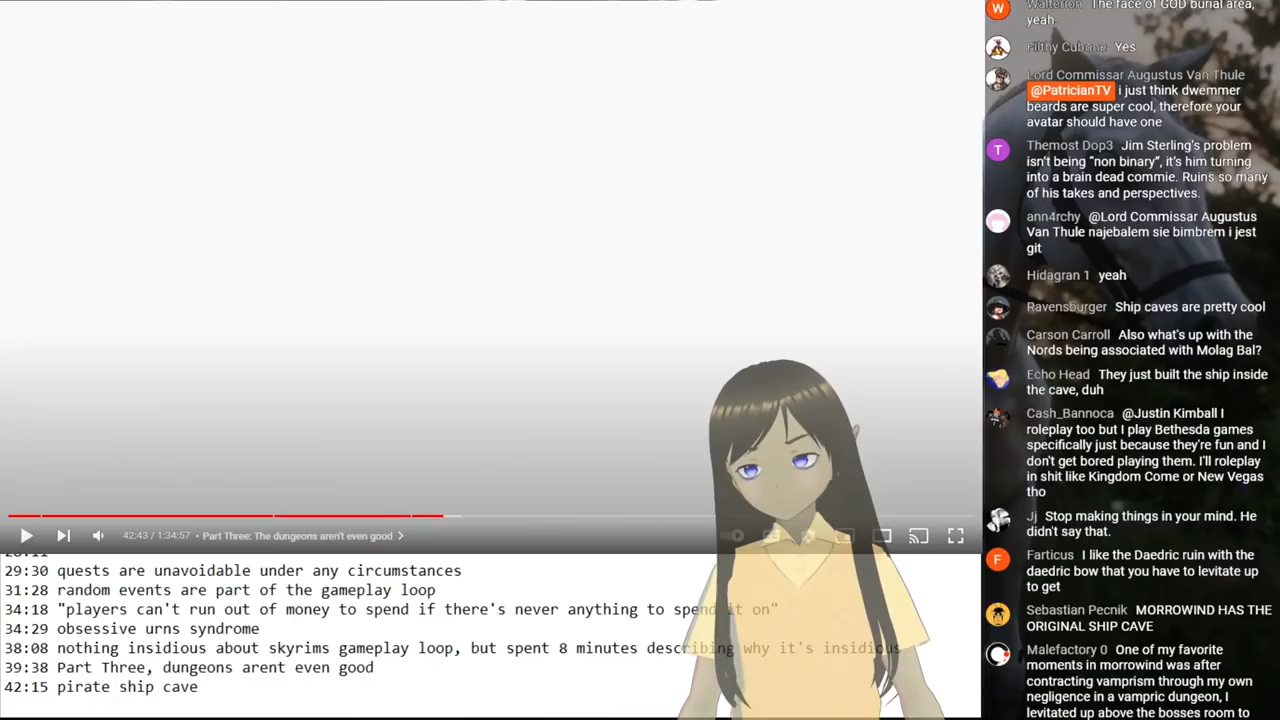 42:43 / 1:34:57 • Part Three: The dungeons aren't even good
29:30 quests are unavoidable under any circumstances
31:28 random events are part of the gameplay loop
34:18 "players can't run out of money to spend if there's never anything to spend it on"
34:29 obsessive urns syndrome
38:08 nothing insidious about skyrims gameplay loop, but spent 8 minutes describing why it's insidious
39:38 Part Three, dungeons arent even good
42:15 pirate ship cave
W Walterion The face of GOD burial area,
yeah.
Filthy Cubone Yes
Lord Commissar Augustus Van Thule
@PatricianTV i just think dwemmer
beards are super cool, therefore your
avatar should have one
T Themost Dop3 Jim Sterling's problem
isn't being "non binary", it's him turning
into a brain dead commie. Ruins so many
of his takes and perspectives.
ann4rchy @Lord Commissar Augustus
Van Thule najebalem sie bimbrem i jest
git
Hidagran 1 yeah
Ravensburger Ship caves are pretty cool
Carson Carroll Also what's up with the
Nords being associated with Molag Bal?
Echo Head They just built the ship inside
the cave, duh
Cash_Bannoca @Justin Kimball I
roleplay too but I play Bethesda games
specifically just because they're fun and I
don't get bored playing them. I'll roleplay
in shit like Kingdom Come or New Vegas
tho
Jj Stop making things in your mind. He
didn't say that.
F Farticus I like the Daedric ruin with the
daedric bow that you have to levitate up
to get
Sebastian Pecnik MORROWIND HAS THE
ORIGINAL SHIP CAVE
Malefactory 0 One of my favorite
moments in morrowind was after
contracting vamprism through my own
negligence in a vampric dungeon, I
levitated up above the bosses room to